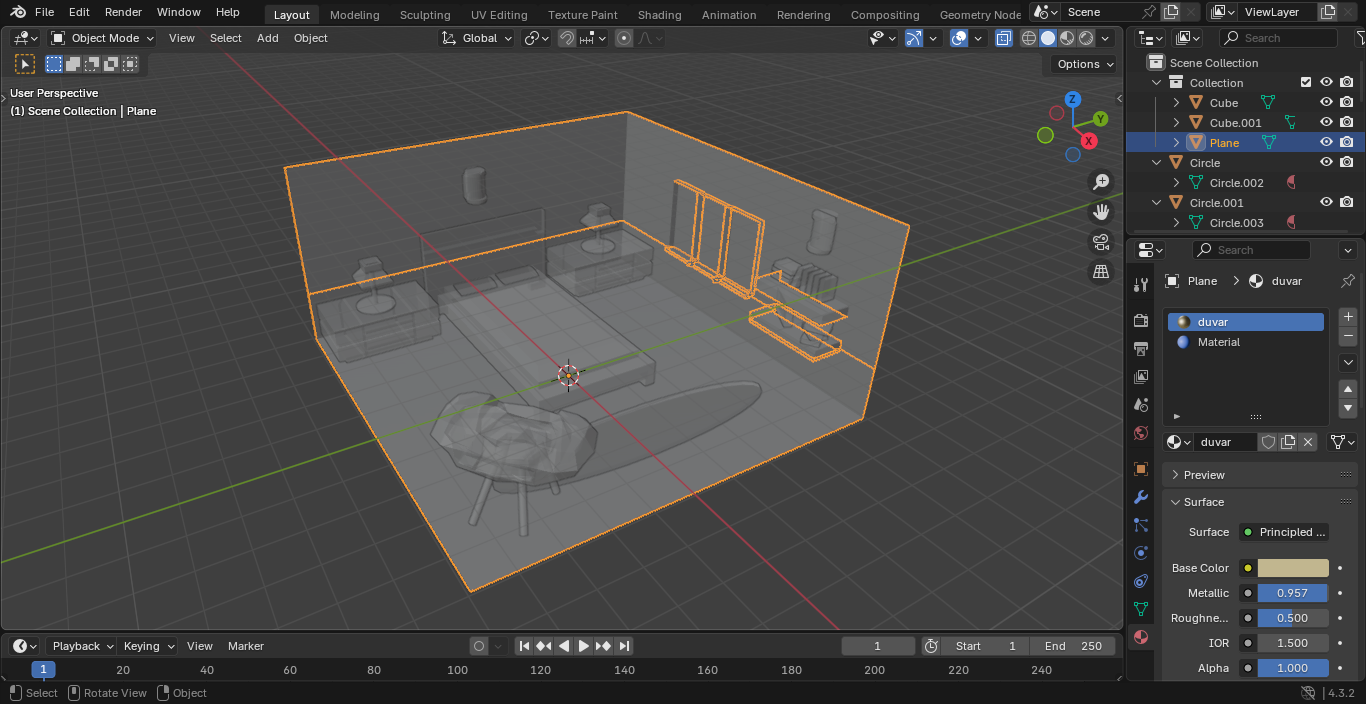 File Edit Render Window Help Layout Modeling Sculpting UV Editing Texture Paint Shading Animation Rendering Compositing Geometry Node Scene ViewLayer
Object Mode View Select Add Object Global Search
Options
User Perspective
(1) Scene Collection | Plane
Z
Y
X
Scene Collection
Collection
Cube
Cube.001
Plane
Circle
Circle.002
Circle.001
Circle.003
Search
Plane > duvar
duvar
Material
duvar
Preview
Surface
Surface Principled ...
Base Color
Metallic 0.957
Roughne... 0.500
IOR 1.500
Alpha 1.000
Playback Keying View Marker 1 Start 1 End 250
1 20 40 60 80 100 120 140 160 180 200 220 240
Select Rotate View Object 4.3.2